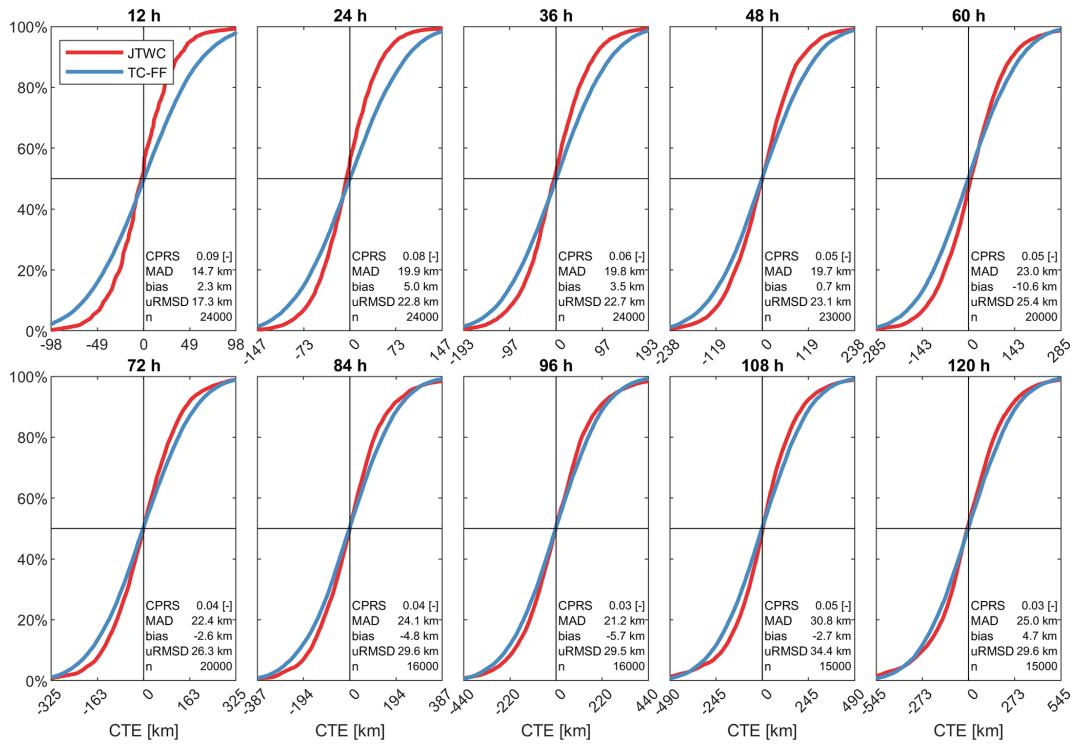 12 h
24 h
36 h
48 h
60 h
100%
80%
60%
40%
20%
0%
JTWC
TC-FF
CPRS 0.09 [-]
MAD 14.7 km
bias 2.3 km
uRMSD 17.3 km
n 24000
CPRS 0.08 [-]
MAD 19.9 km
bias 5.0 km
uRMSD 22.8 km
n 24000
CPRS 0.06 [-]
MAD 19.8 km
bias 3.5 km
uRMSD 22.7 km
n 24000
CPRS 0.05 [-]
MAD 19.7 km
bias 0.7 km
uRMSD 23.1 km
n 23000
CPRS 0.05 [-]
MAD 23.0 km
bias -10.6 km
uRMSD 25.4 km
n 20000
-98 -49 0 49 98
-147 -73 0 73 147
-193 -97 0 97 193
-238 -119 0 119 238
-285 -143 0 143 285
72 h
84 h
96 h
108 h
120 h
100%
80%
60%
40%
20%
0%
CPRS 0.04 [-]
MAD 22.4 km
bias -2.6 km
uRMSD 26.3 km
n 20000
CPRS 0.04 [-]
MAD 24.1 km
bias -4.8 km
uRMSD 29.6 km
n 16000
CPRS 0.03 [-]
MAD 21.2 km
bias -5.7 km
uRMSD 29.5 km
n 16000
CPRS 0.05 [-]
MAD 30.8 km
bias -2.7 km
uRMSD 34.4 km
n 15000
CPRS 0.03 [-]
MAD 25.0 km
bias 4.7 km
uRMSD 29.6 km
n 15000
-325 -163 0 163 325
-387 -194 0 194 387
-440 -220 0 220 440
-490 -245 0 245 490
-545 -273 0 273 545
CTE [km]
CTE [km]
CTE [km]
CTE [km]
CTE [km]